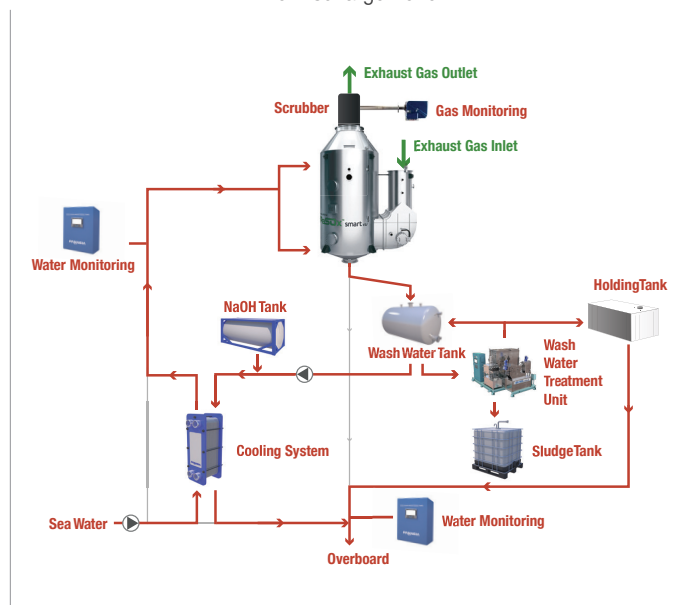 Exhaust Gas Outlet
Scrubber
Gas Monitoring
Exhaust Gas Inlet
smart
Water Monitoring
NaOH Tank
HoldingTank
Wash Water Tank
Wash
Water
Treatment
Unit
Cooling System
SludgeTank
Sea Water
Water Monitoring
Overboard